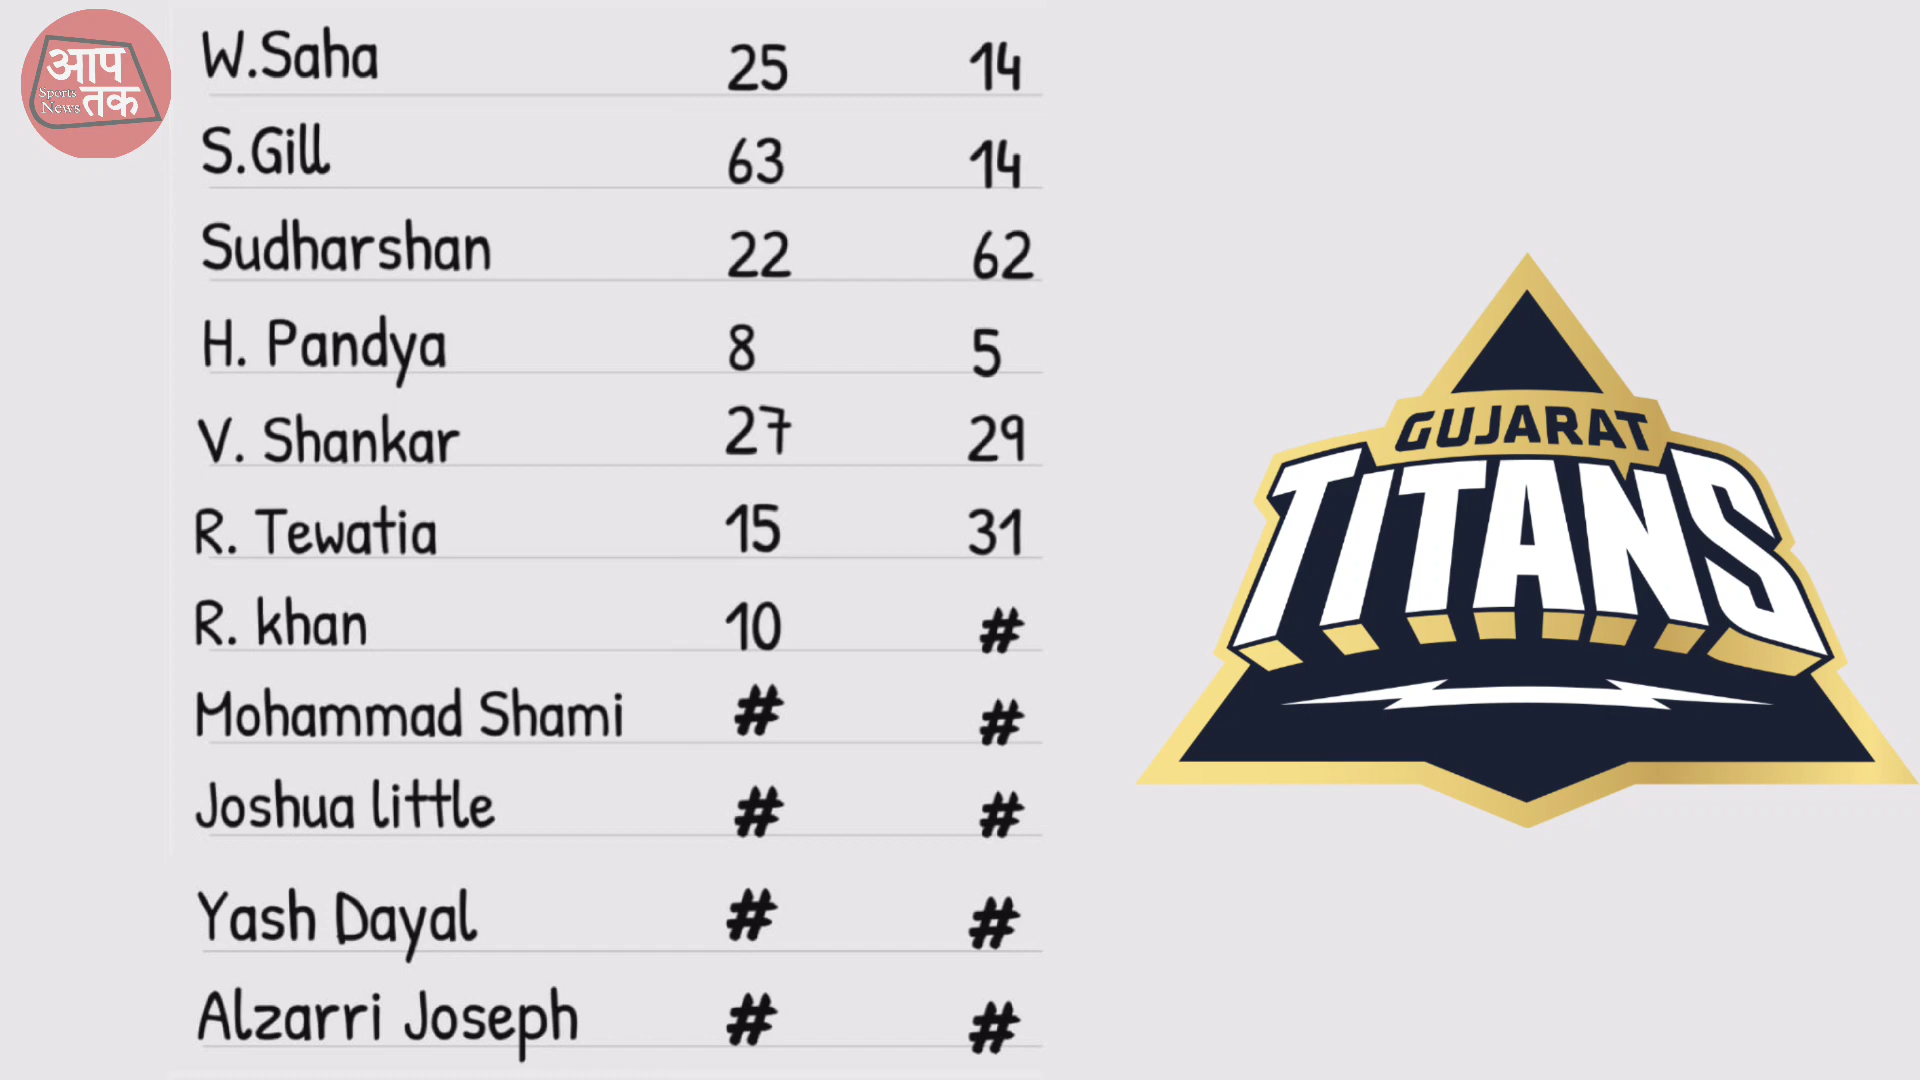 आप
Sports
News तक
W.Saha 25 14
S.Gill 63 14
Sudharshan 22 62
H. Pandya 8 5
V. Shankar 27 29
R. Tewatia 15 31
R. khan 10 #
Mohammad Shami # #
Joshua little # #
Yash Dayal # #
Alzarri Joseph # #
GUJARAT
TITANS